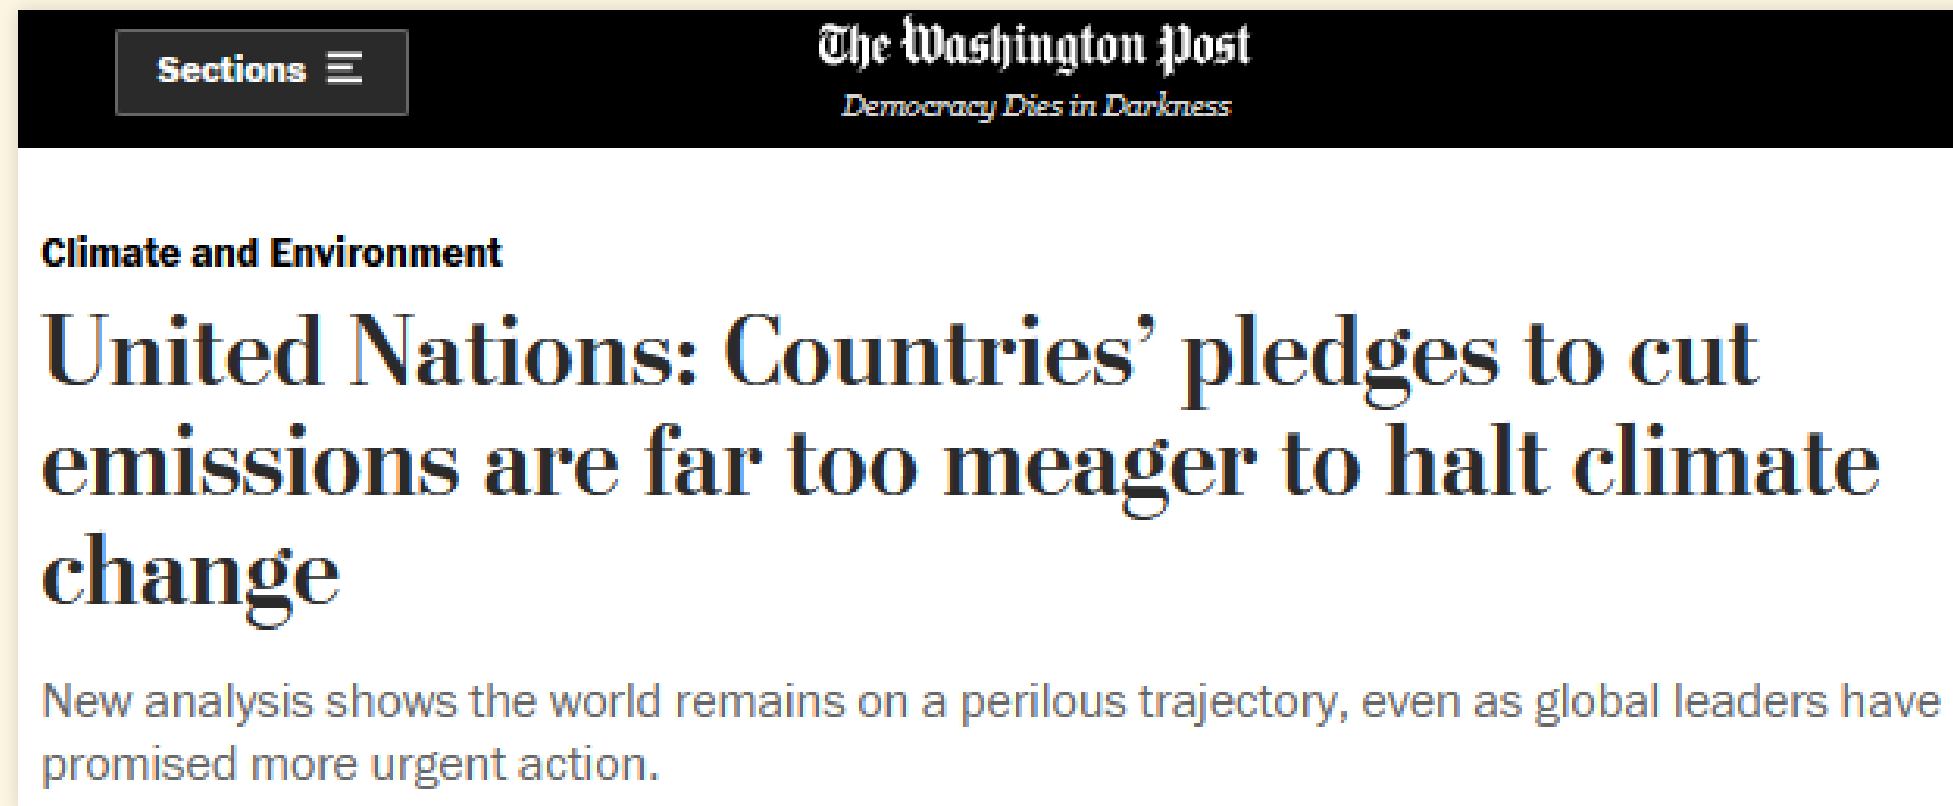 Sections
The Washington Post
Democracy Dies in Darkness
Climate and Environment
United Nations: Countries’ pledges to cut
emissions are far too meager to halt climate
change
New analysis shows the world remains on a perilous trajectory, even as global leaders have
promised more urgent action.